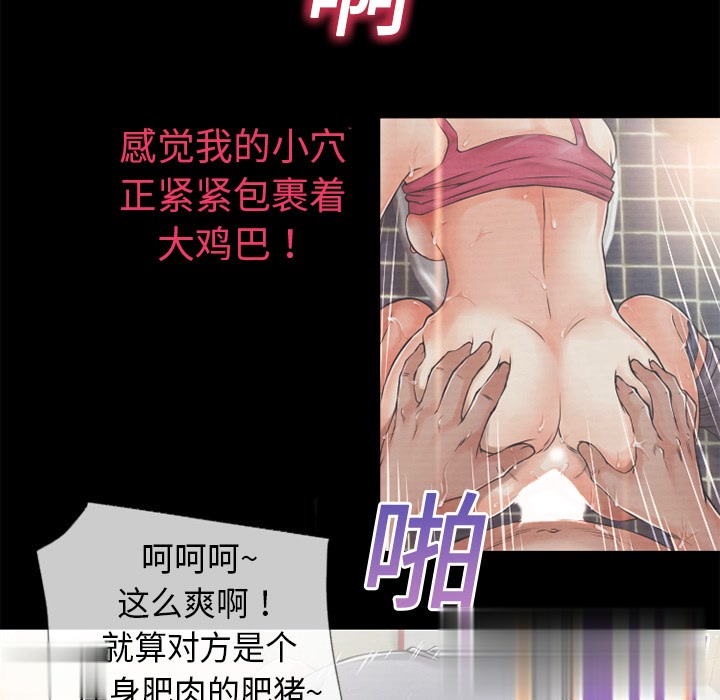 啊
感觉我的小穴
正紧紧包裹着
大鸡巴！
啪
呵呵呵~
这么爽啊！
就算对方是个
身肥肉的肥猪~